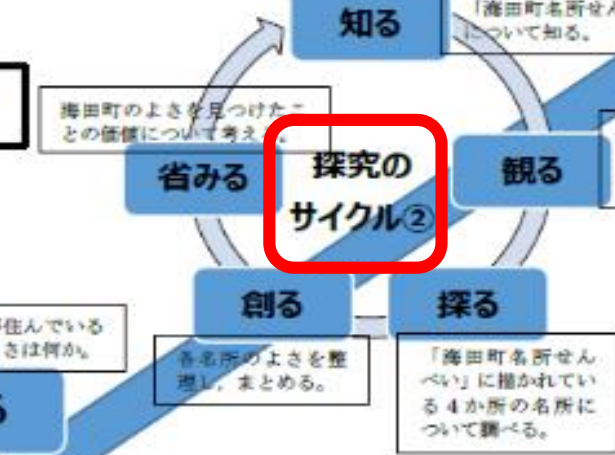 知る
「海田町名所せん
について知る。
海田町のよさを見つけたこ
との価値について考える。
探究の
サイクル②
省みる
観る
創る
探る
が住んでいる
さは何か。
各名所のよさを整
理し、まとめる。
「海田町名所せん
べい」に描かれてい
る4か所の名所に
ついて調べる。
る